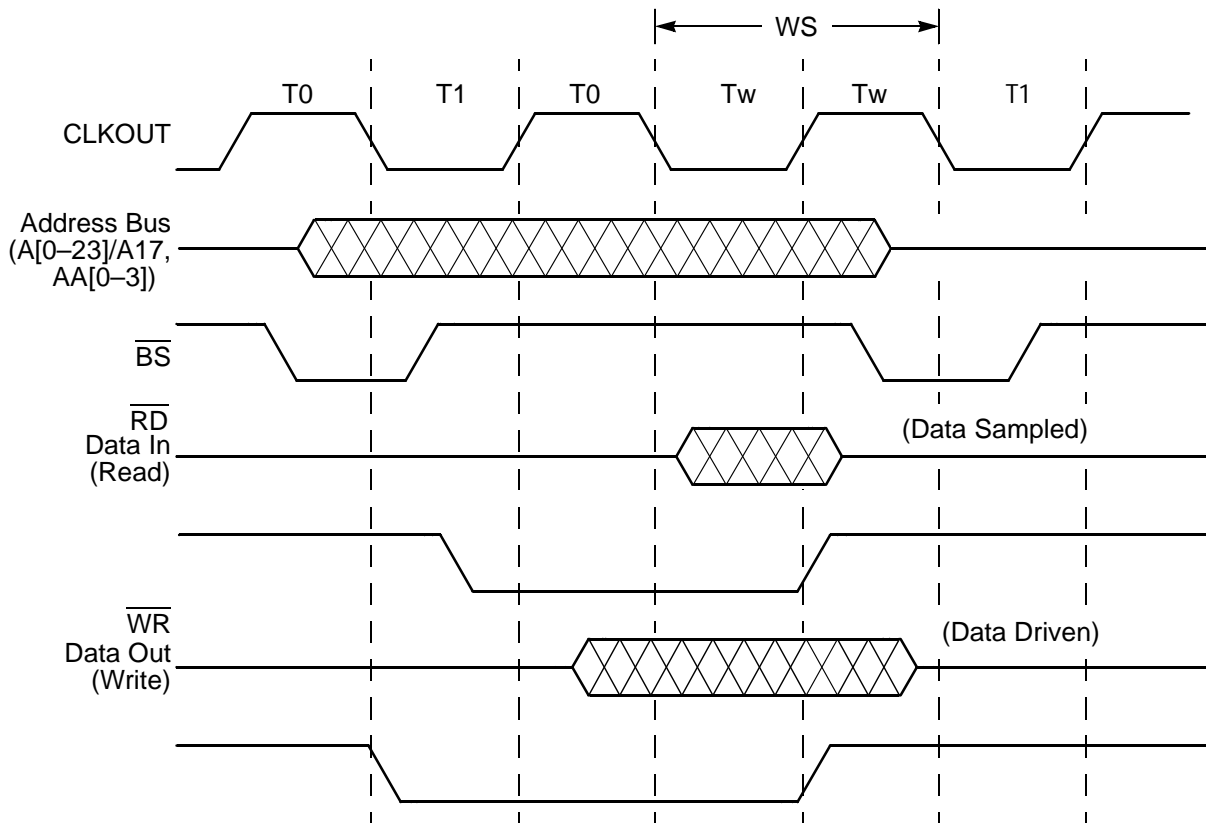 WS
T0 T1 T0 Tw Tw T1
CLKOUT
Address Bus
(A[0–23]/A17,
AA[0–3])
BS
RD
Data In
(Read)
(Data Sampled)
WR
Data Out
(Write)
(Data Driven)